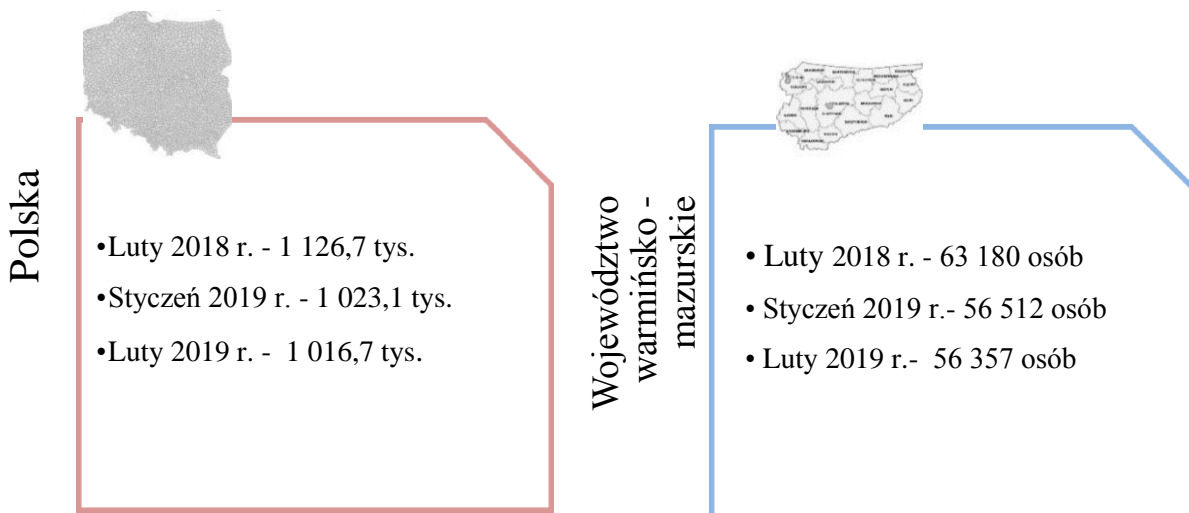 Polska
•Luty 2018 r. - 1 126,7 tys.
•Styczeń 2019 r. - 1 023,1 tys.
•Luty 2019 r. - 1 016,7 tys.
Województwo
warmińsko -
mazurskie
• Luty 2018 r. - 63 180 osób
• Styczeń 2019 r.- 56 512 osób
• Luty 2019 r.- 56 357 osób